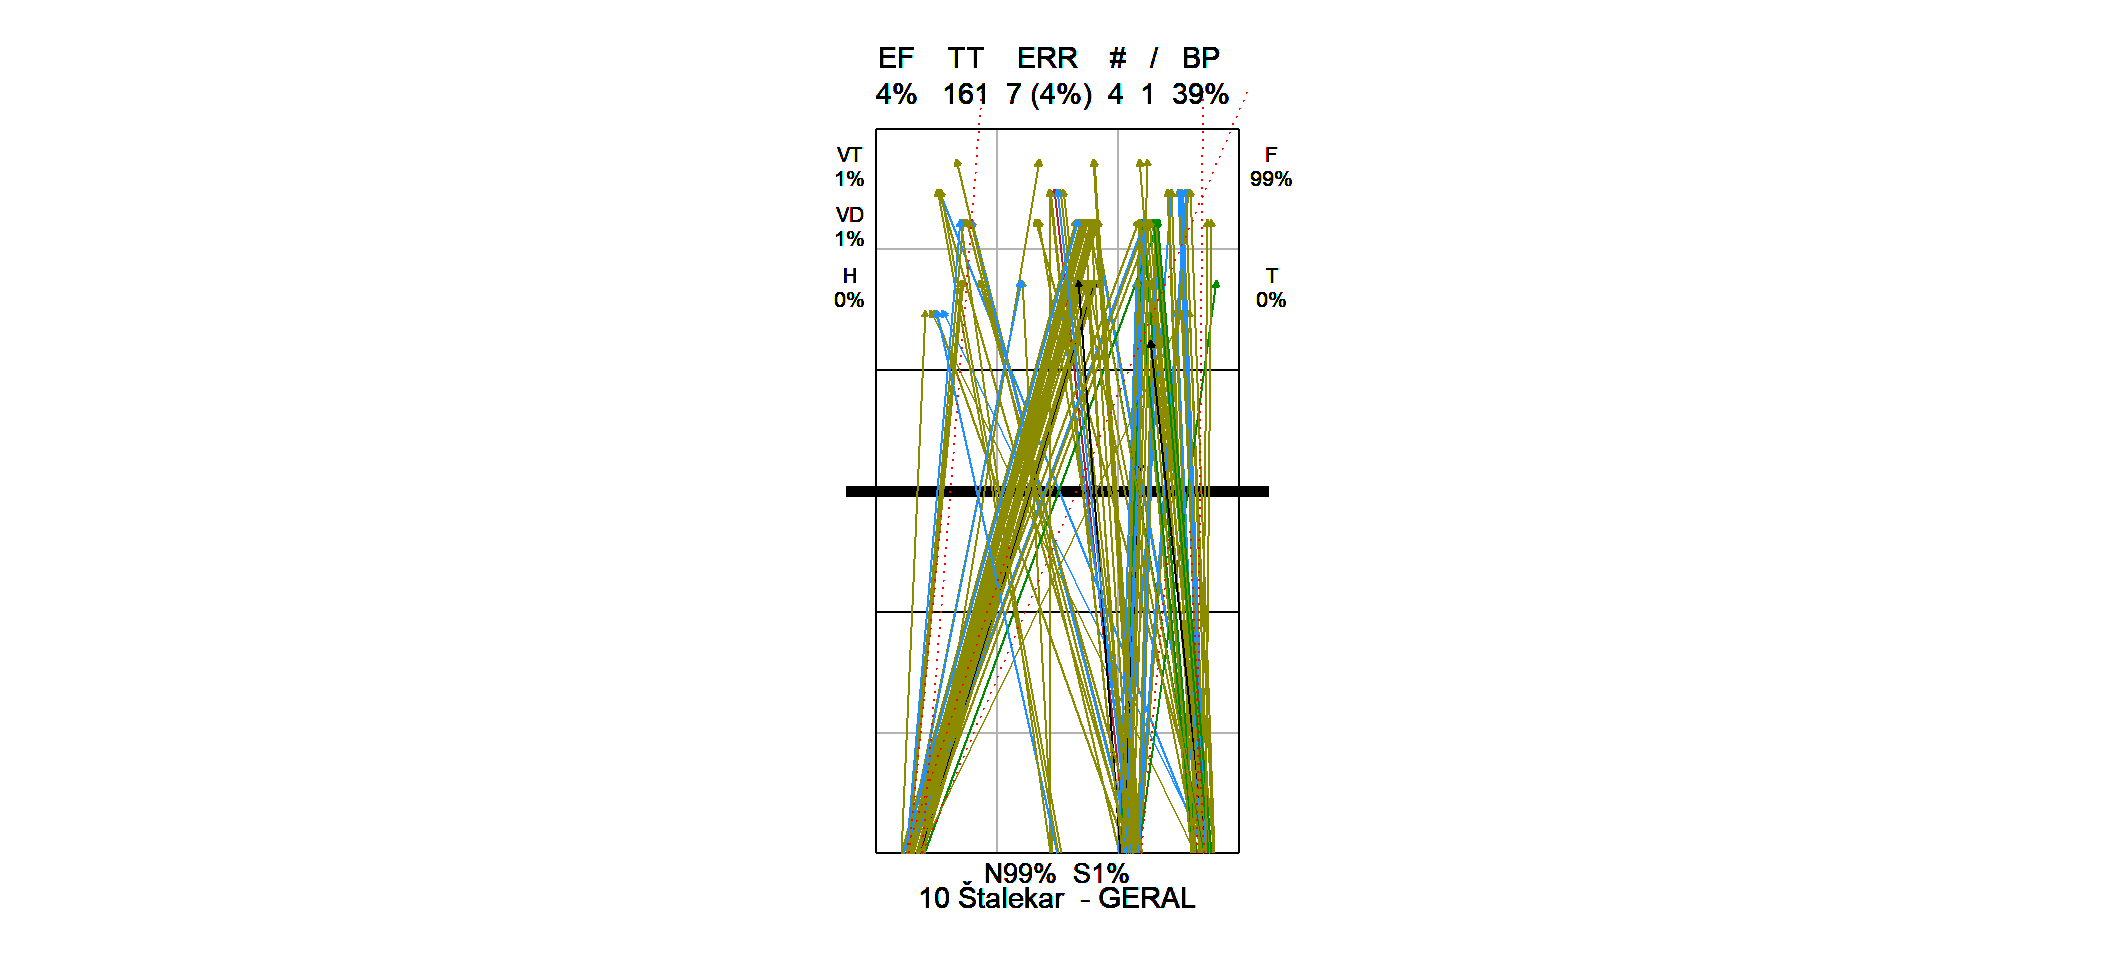 EF TT ERR # / BP
4% 161 7 (4%) 4 1 39%
VT
1%
F
99%
VD
1%
H
0%
T
0%
N99% S1%
10 Štalekar - GERAL